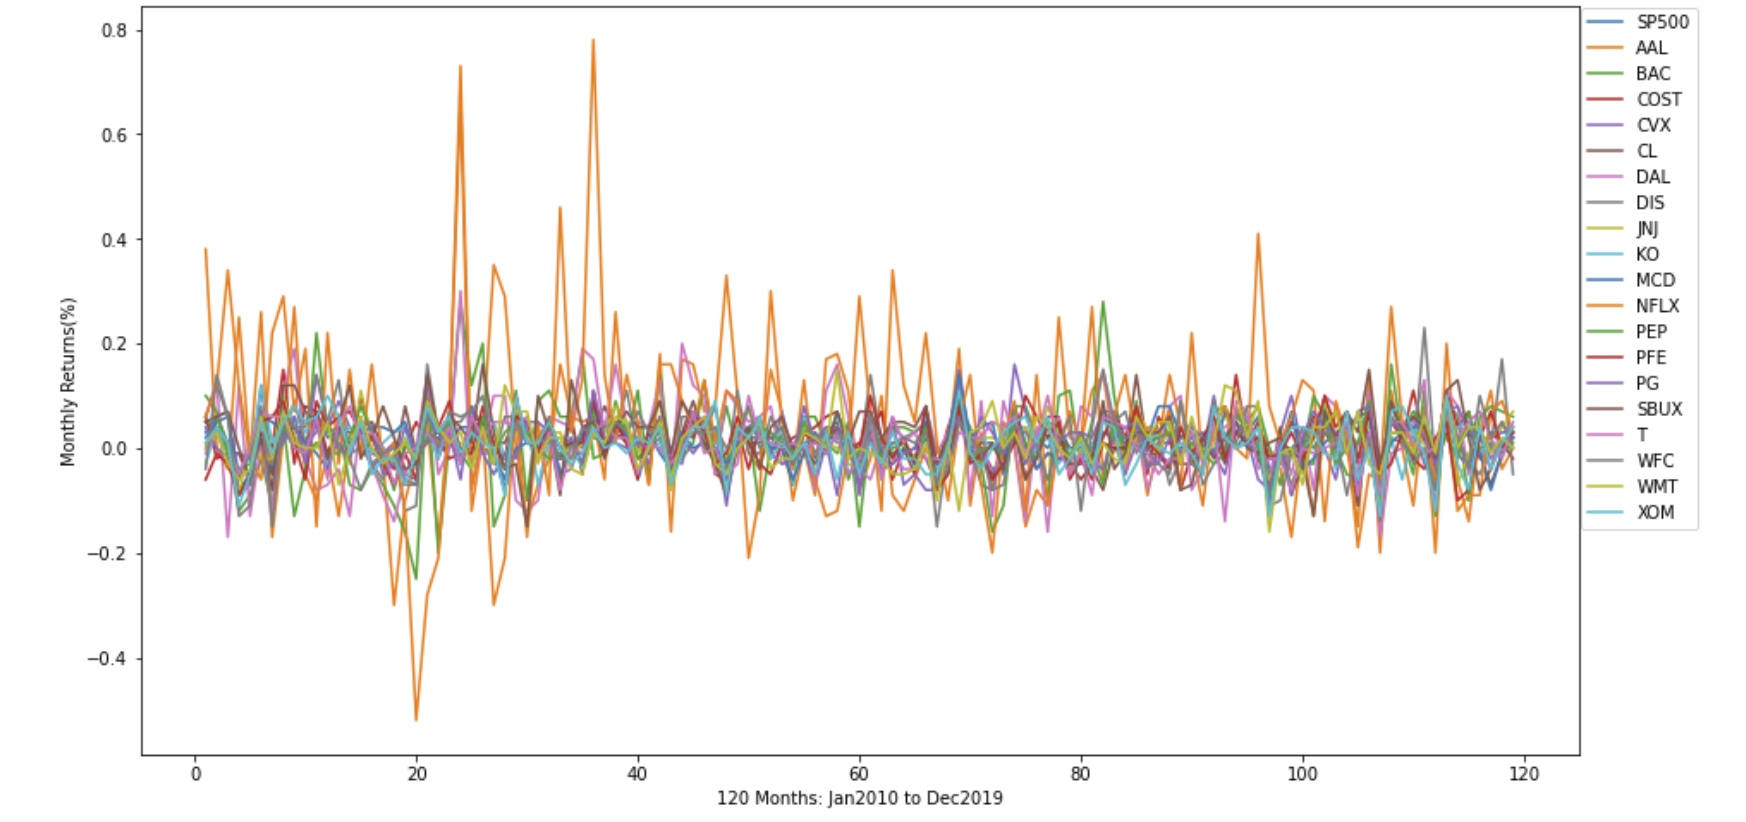 0.8
0.6
0.4
0.2
0.0
−0.2
−0.4
Monthly Returns(%)
0 20 40 60 80 100 120
120 Months: Jan2010 to Dec2019
SP500
AAL
BAC
COST
CVX
CL
DAL
DIS
JNJ
KO
MCD
NFLX
PEP
PFE
PG
SBUX
T
WFC
WMT
XOM